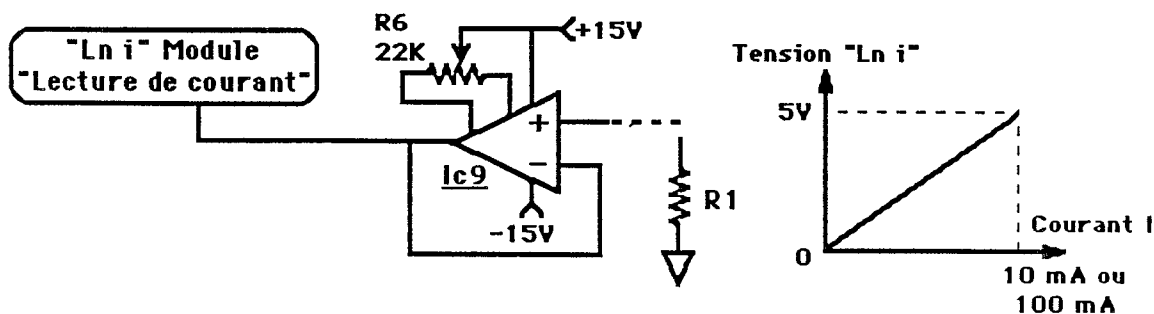 "Ln i" Module
"Lecture de courant"
R6
22K
+15V
+
-
Ic9
-15V
R1
Tension "Ln i"
5V
0
Courant I
10 mA ou
100 mA